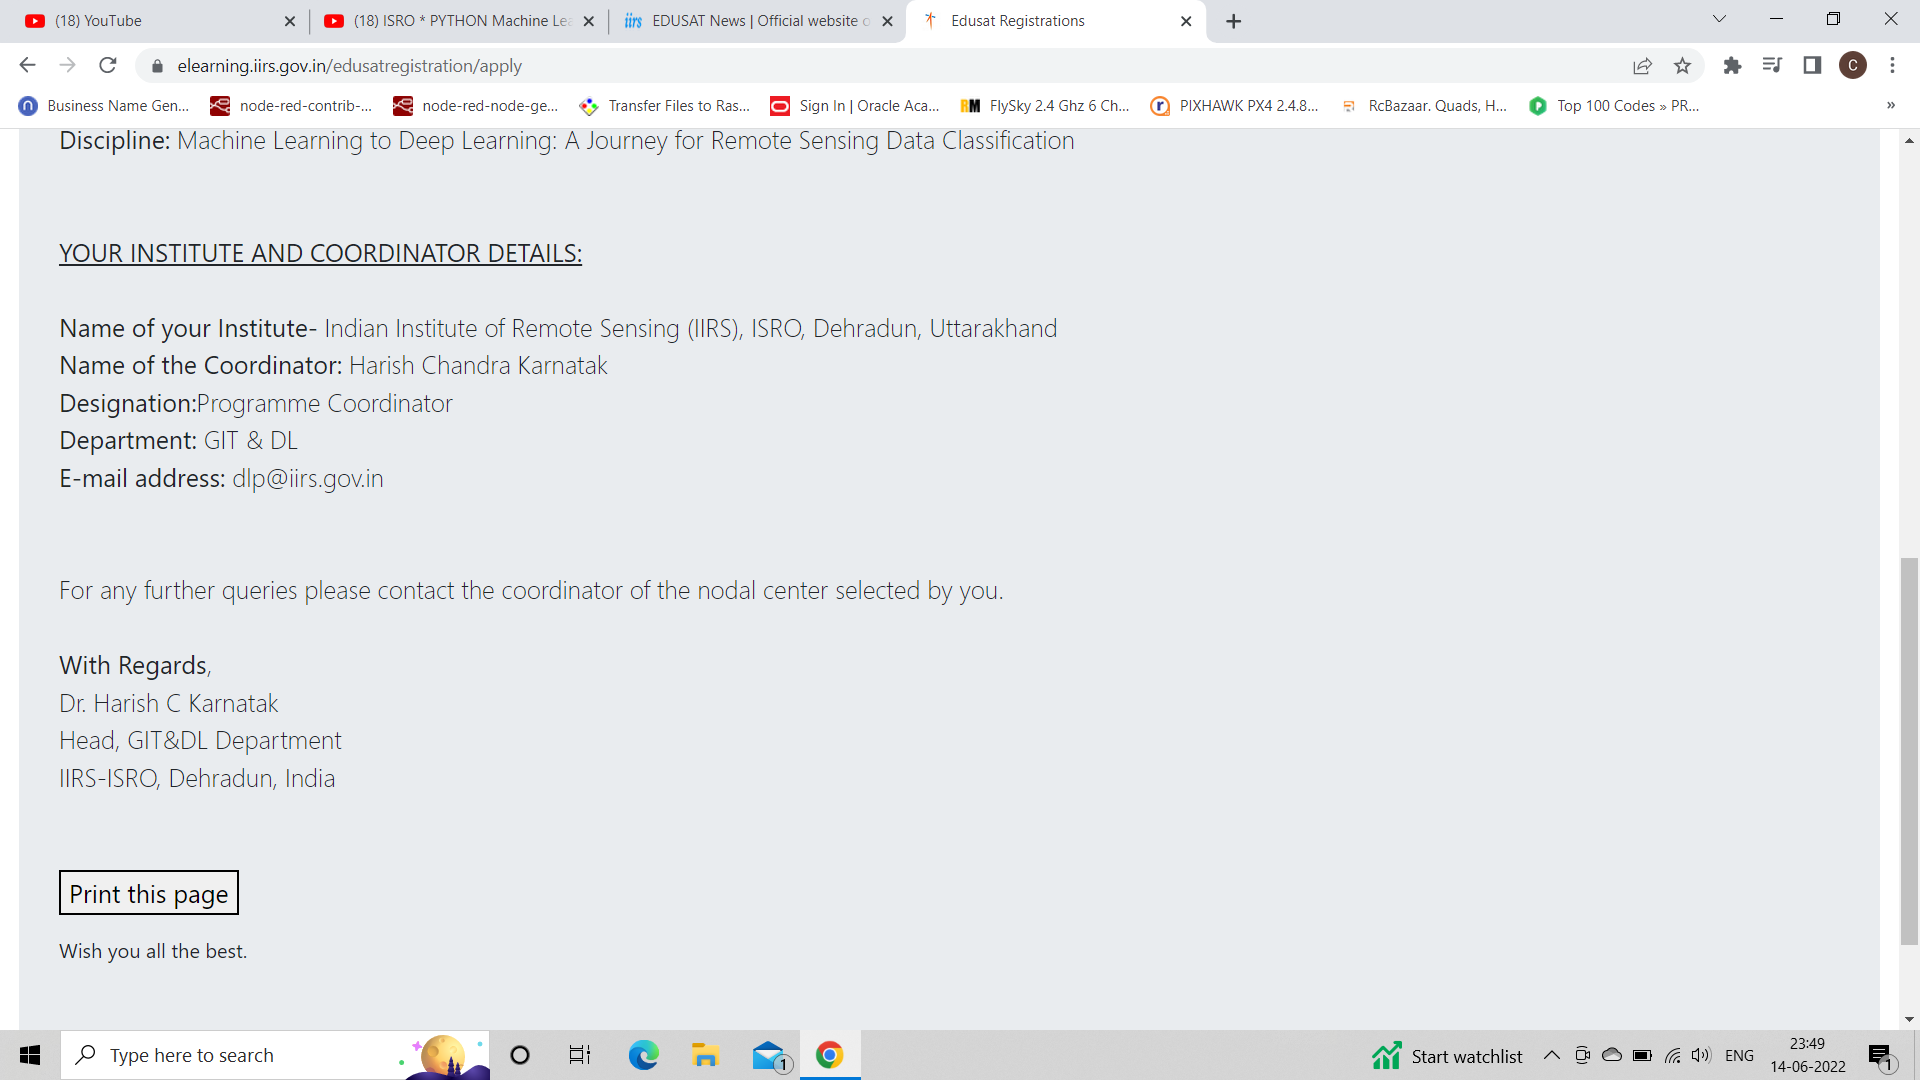 (18) YouTube
(18) ISRO * PYTHON Machine Le
EDUSAT News | Official website o
Edusat Registrations
elearning.iirs.gov.in/edusatregistration/apply
C
Business Name Gen...
node-red-contrib-...
node-red-node-ge...
Transfer Files to Ras...
Sign In | Oracle Aca...
FlySky 2.4 Ghz 6 Ch...
PIXHAWK PX4 2.4.8...
RcBazaar. Quads, H...
Top 100 Codes » PR...
»
Discipline: Machine Learning to Deep Learning: A Journey for Remote Sensing Data Classification
YOUR INSTITUTE AND COORDINATOR DETAILS:
Name of your Institute- Indian Institute of Remote Sensing (IIRS), ISRO, Dehradun, Uttarakhand
Name of the Coordinator: Harish Chandra Karnatak
Designation:Programme Coordinator
Department: GIT & DL
E-mail address: dlp@iirs.gov.in
For any further queries please contact the coordinator of the nodal center selected by you.
With Regards,
Dr. Harish C Karnatak
Head, GIT&DL Department
IIRS-ISRO, Dehradun, India
Print this page
Wish you all the best.
Type here to search
1
Start watchlist
ENG
23:49
14-06-2022
1